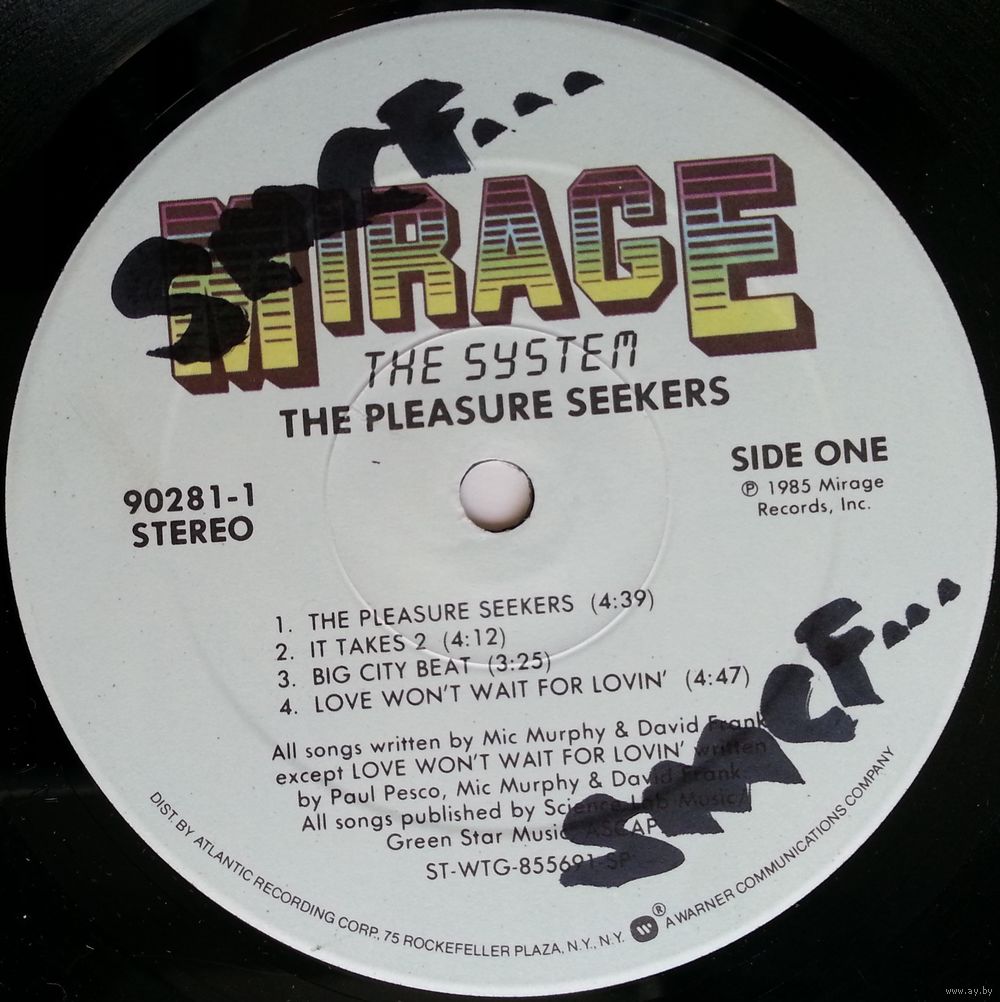 MIRAGE
THE SYSTEM
THE PLEASURE SEEKERS
90281-1
STEREO
SIDE ONE
℗ 1985 Mirage
Records, Inc.
1. THE PLEASURE SEEKERS (4:39)
2. IT TAKES 2 (4:12)
3. BIG CITY BEAT (3:25)
4. LOVE WON'T WAIT FOR LOVIN' (4:47)
All songs written by Mic Murphy & David Frank
except LOVE WON'T WAIT FOR LOVIN' written
by Paul Pesco, Mic Murphy & David Frank
All songs published by Science Lab Music/
Green Star Music, ASCAP
ST-WTG-855691-SP
DIST. BY ATLANTIC RECORDING CORP., 75 ROCKEFELLER PLAZA, N.Y., N.Y. ® A WARNER COMMUNICATIONS COMPANY
www.ay.by